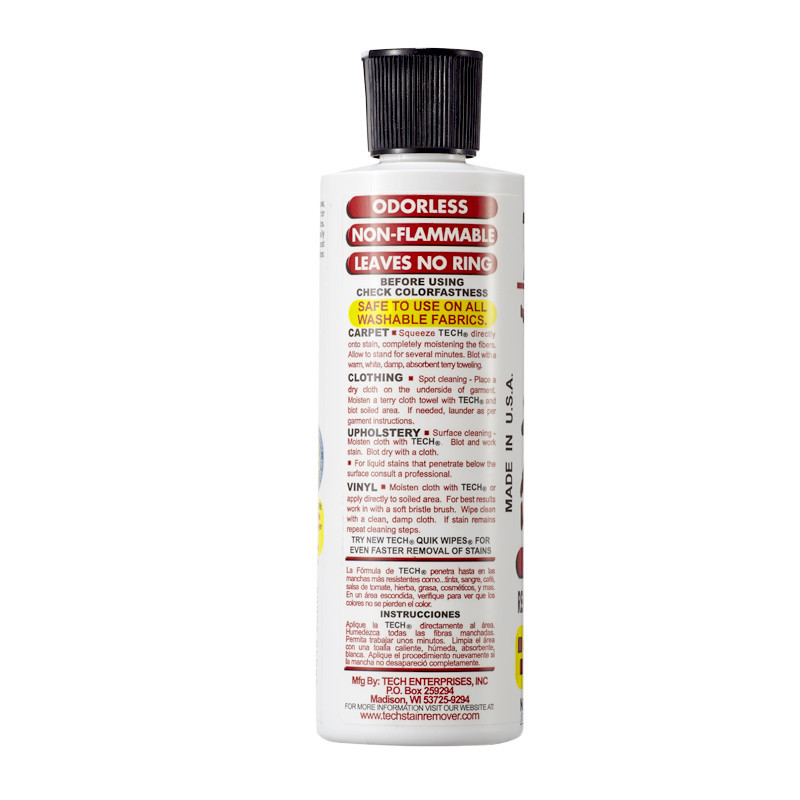 ODORLESS
NON-FLAMMABLE
LEAVES NO RING
BEFORE USING
CHECK COLORFASTNESS
SAFE TO USE ON ALL
WASHABLE FABRICS.
CARPET ▪ Squeeze TECH® directly
onto stain, completely moistening the fibers.
Allow to stand for several minutes. Blot with a
warm, white, damp, absorbent terry toweling.
CLOTHING ▪ Spot cleaning - Place a
dry cloth on the underside of garment.
Moisten a terry cloth towel with TECH® and
blot soiled area. If needed, launder as per
garment instructions.
UPHOLSTERY ▪ Surface cleaning -
Moisten cloth with TECH®. Blot and work
stain. Blot dry with a cloth.
▪ For liquid stains that penetrate below the
surface consult a professional.
VINYL ▪ Moisten cloth with TECH® or
apply directly to soiled area. For best results
work in with a soft bristle brush. Wipe clean
with a clean, damp cloth. If stain remains
repeat cleaning steps.
TRY NEW TECH® QUIK WIPES® FOR
EVEN FASTER REMOVAL OF STAINS
La Fórmula de TECH® penetra hasta en las
manchas más resistentes como...tinta, sangre, café,
salsa de tomate, hierba, grasa, cosméticos, y mas.
En un área escondida, verifique para ver que los
colores no se pierden el color.
INSTRUCCIONES
Aplique la TECH® directamente al área.
Humedezca todas las fibras manchadas.
Permita trabajar unos minutos. Limpia el área
con una toalla caliente, húmeda, absorbente,
blanca. Aplique el procedimiento nuevamente si
la mancha no desapareció completamente.
Mfg By: TECH ENTERPRISES, INC
P.O. Box 259294
Madison, WI 53725-9294
FOR MORE INFORMATION VISIT OUR WEBSITE AT:
www.techstainremover.com
MADE IN U.S.A.